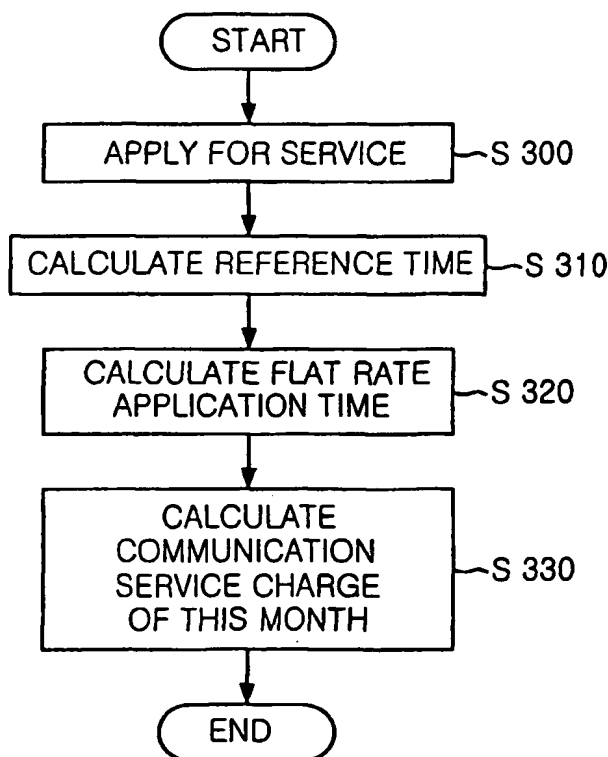 START
APPLY FOR SERVICE
S 300
CALCULATE REFERENCE TIME
S 310
CALCULATE FLAT RATE
APPLICATION TIME
S 320
CALCULATE
COMMUNICATION
SERVICE CHARGE
OF THIS MONTH
S 330
END